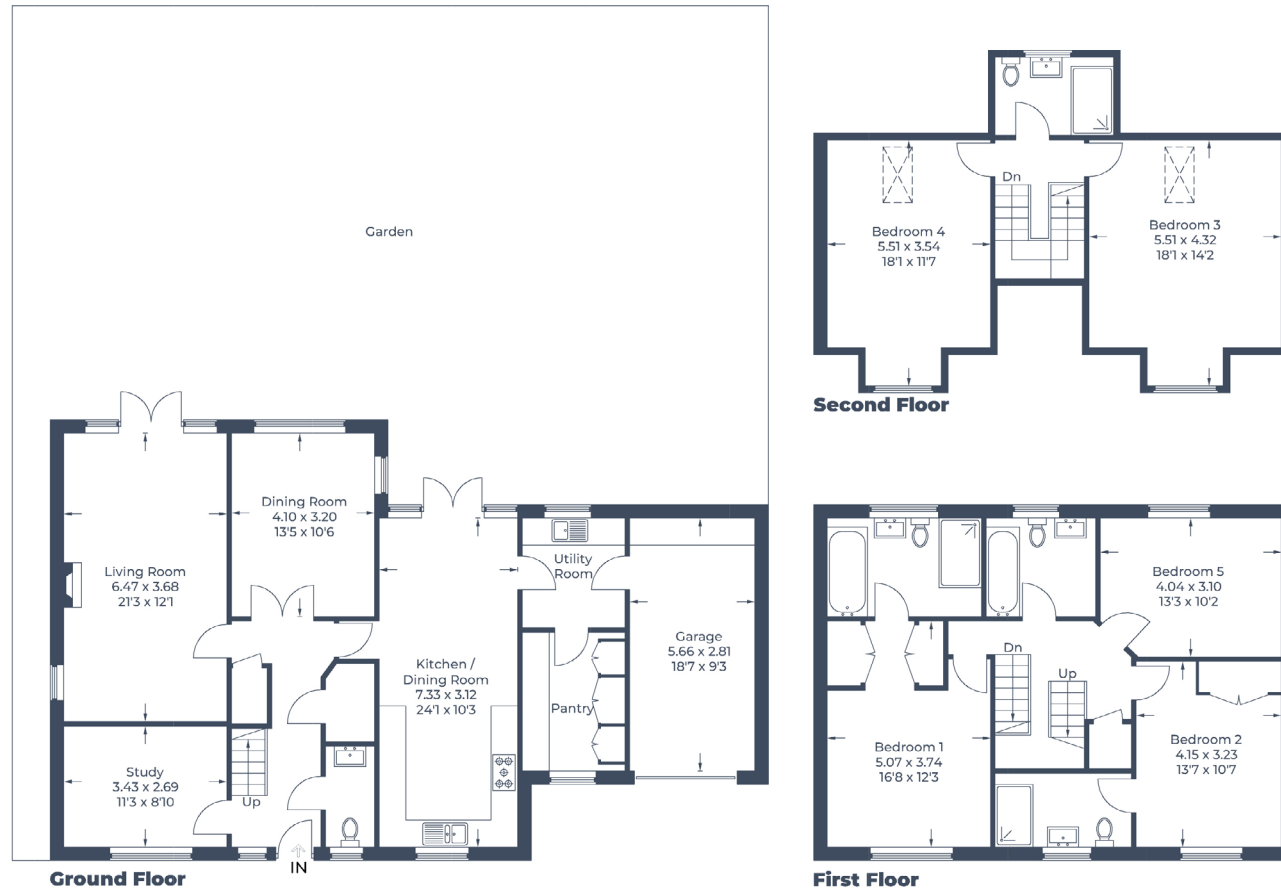 Garden
Living Room
6.47 x 3.68
21'3 x 12'1
Dining Room
4.10 x 3.20
13'5 x 10'6
Kitchen /
Dining Room
7.33 x 3.12
24'1 x 10'3
Utility
Room
Pantry
Garage
5.66 x 2.81
18'7 x 9'3
Study
3.43 x 2.69
11'3 x 8'10
Up
IN
Ground Floor
Dn
Bedroom 4
5.51 x 3.54
18'1 x 11'7
Bedroom 3
5.51 x 4.32
18'1 x 14'2
Second Floor
Bedroom 5
4.04 x 3.10
13'3 x 10'2
Dn
Up
Bedroom 1
5.07 x 3.74
16'8 x 12'3
Bedroom 2
4.15 x 3.23
13'7 x 10'7
First Floor